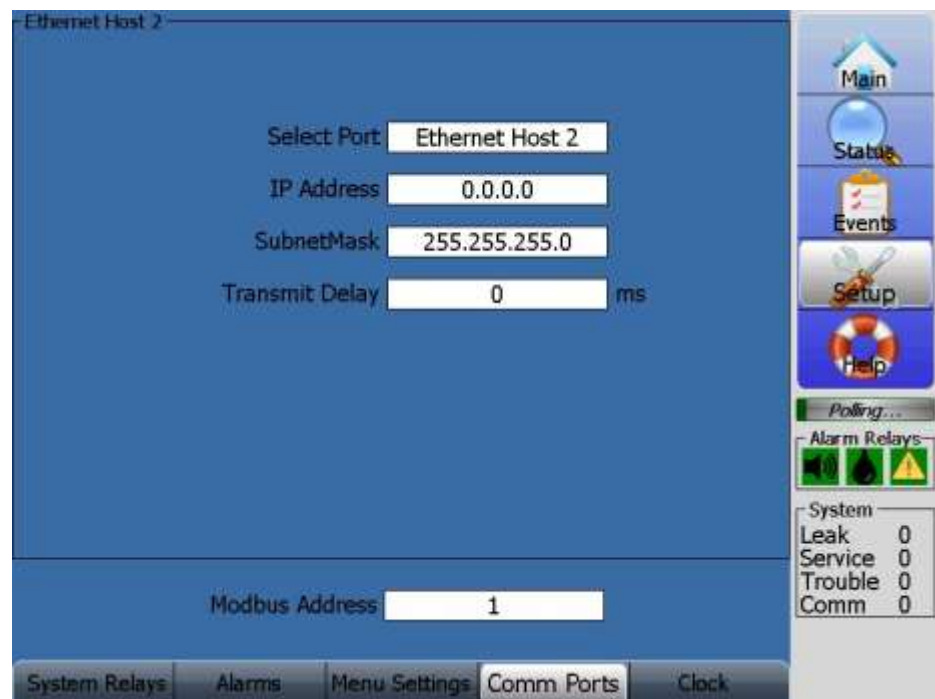 Ethernet Host 2
Select Port Ethernet Host 2
IP Address 0.0.0.0
SubnetMask 255.255.255.0
Transmit Delay 0 ms
Modbus Address 1
System Relays Alarms Menu Settings Comm Ports Clock
Main
Status
Events
Setup
Help
Polling...
Alarm Relays
System
Leak 0
Service 0
Trouble 0
Comm 0